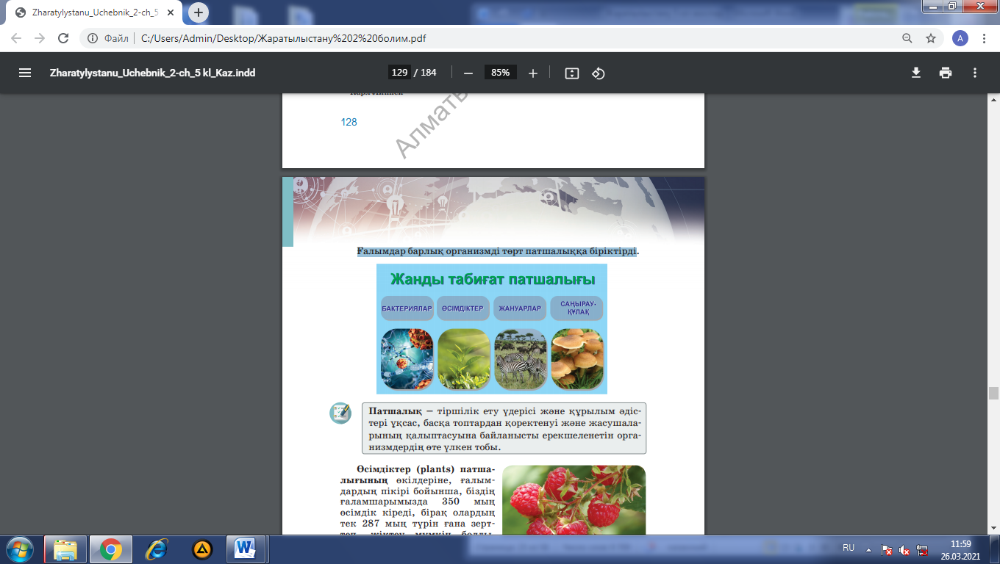 Zharatylystanu_Uchebnik_2-ch_5
Файл
C:/Users/Admin/Desktop/Жаратылыстану%202%20болим.pdf
A
Zharatylystanu_Uchebnik_2-ch_5 kl_Kaz.indd
129 / 184
85%
128
Алматы
Ғалымдар барлық организмді төрт патшалыққа біріктірді.
Жанды табиғат патшалығы
БАКТЕРИЯЛАР
ӨСІМДІКТЕР
ЖАНУАРЛАР
САҢЫРАУ-
ҚҰЛАҚ
Патшалық – тіршілік ету үдерісі және құрылым әдіс-
тері ұқсас, басқа топтардан қоректенуі және жасушала-
рының қалыптасуына байланысты ерекшеленетін орга-
низмдердің өте үлкен тобы.
Өсімдіктер (plants) патша-
лығының өкілдеріне, ғалым-
дардың пікірі бойынша, біздің
ғаламшарымызда 350 мың
өсімдік кіреді, бірақ олардың
тек 287 мың түрін ғана зерт-
RU
11:59
26.03.2021